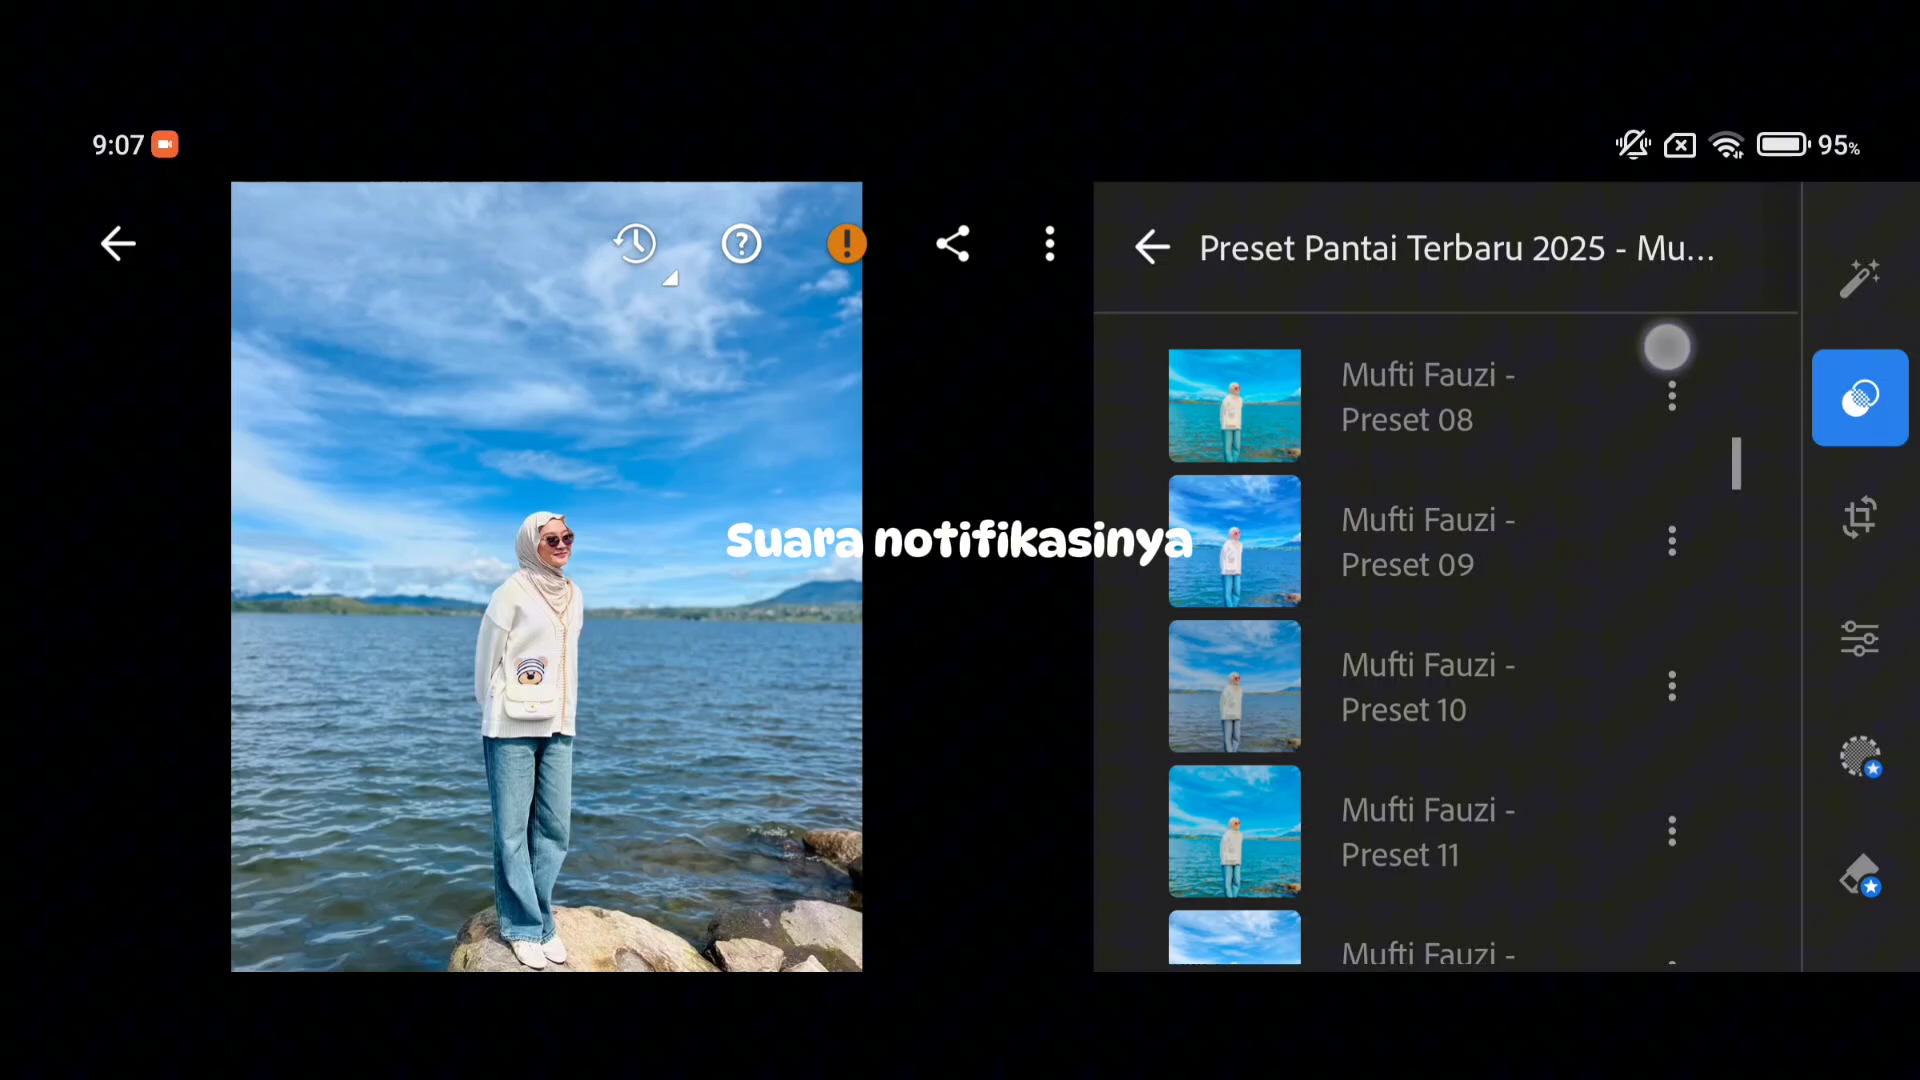 9:07
95%
Preset Pantai Terbaru 2025 - Mu...
Mufti Fauzi -
Preset 08
Mufti Fauzi -
Preset 09
Suara notifikasinya
Mufti Fauzi -
Preset 10
Mufti Fauzi -
Preset 11
Mufti Fauzi -